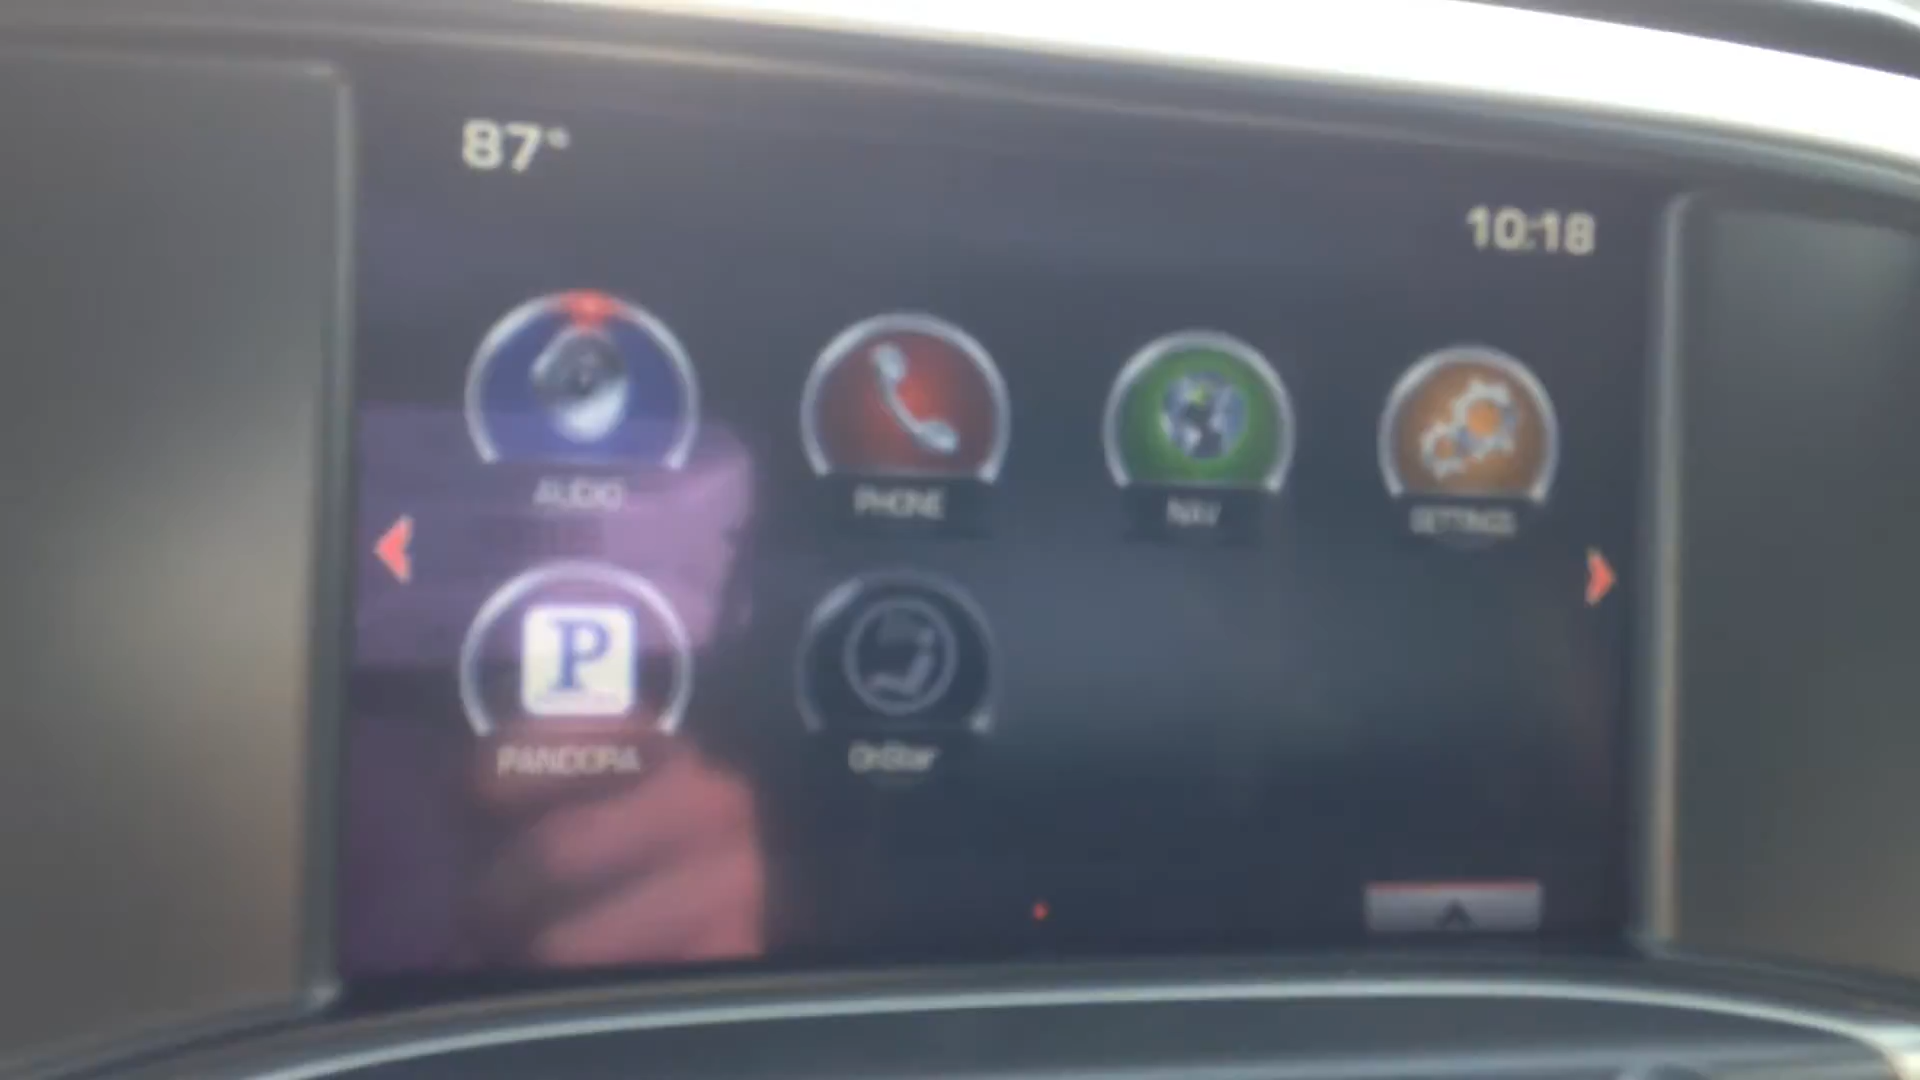 87°
10:18
AUDIO
PHONE
NAV
SETTINGS
P
PANDORA
OnStar